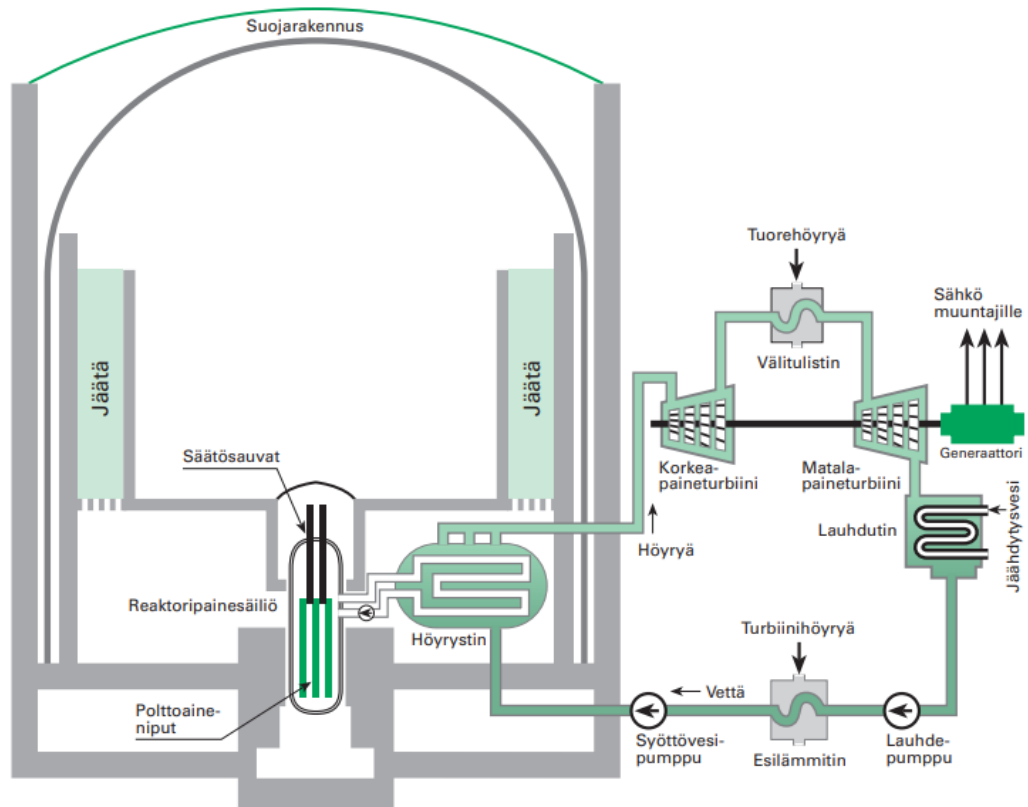 Suojarakennus
Jäätä
Jäätä
Säätösauvat
Reaktoripainesäiliö
Polttoaine-
niput
Höyrystin
Höyryä
Korkea-
paineturbiini
Tuorehöyryä
Välitulistin
Matala-
paineturbiini
Sähkö
muuntajille
Generaattori
Lauhdutin
Jäähdytysvesi
Turbiinihöyryä
Vettä
Syöttövesi-
pumppu
Esilämmitin
Lauhde-
pumppu